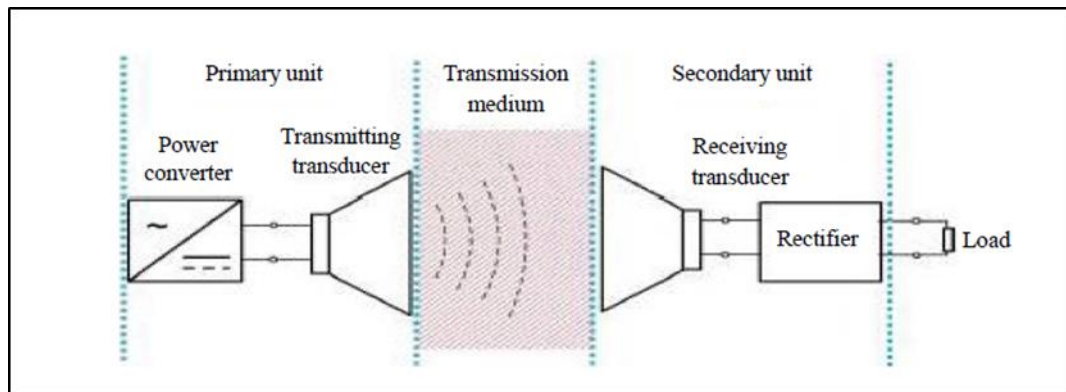 Primary unit
Transmission
medium
Secondary unit
Power
converter
Transmitting
transducer
Receiving
transducer
~
Rectifier
Load